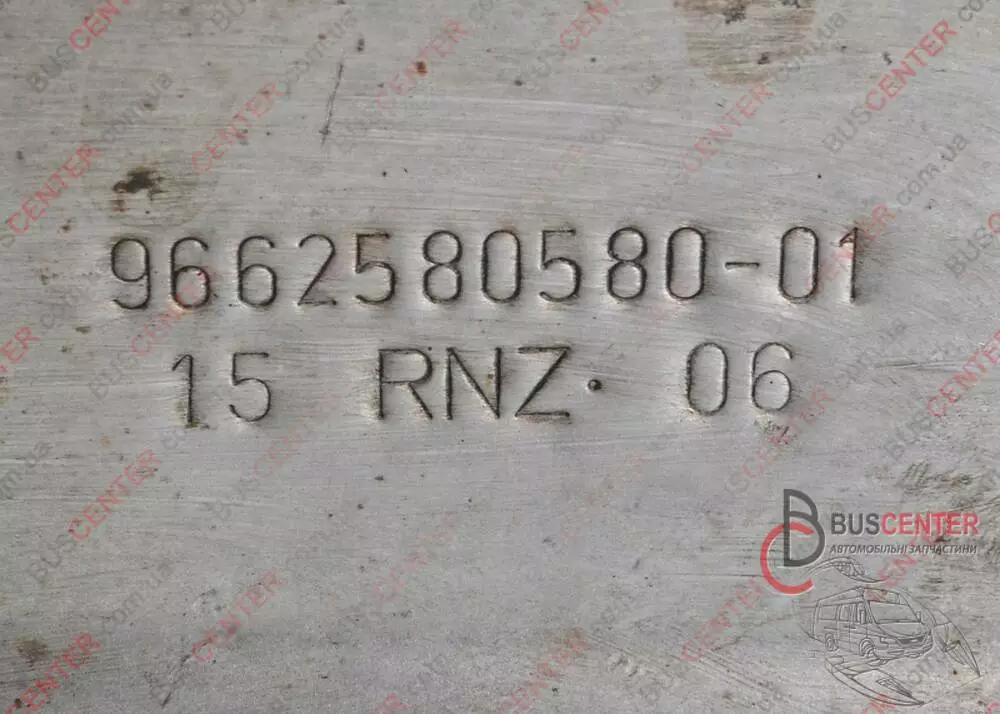 9662580580-01
15 RNZ· 06
BUSCENTER
АВТОМОБІЛЬНІ ЗАПЧАСТИНИ